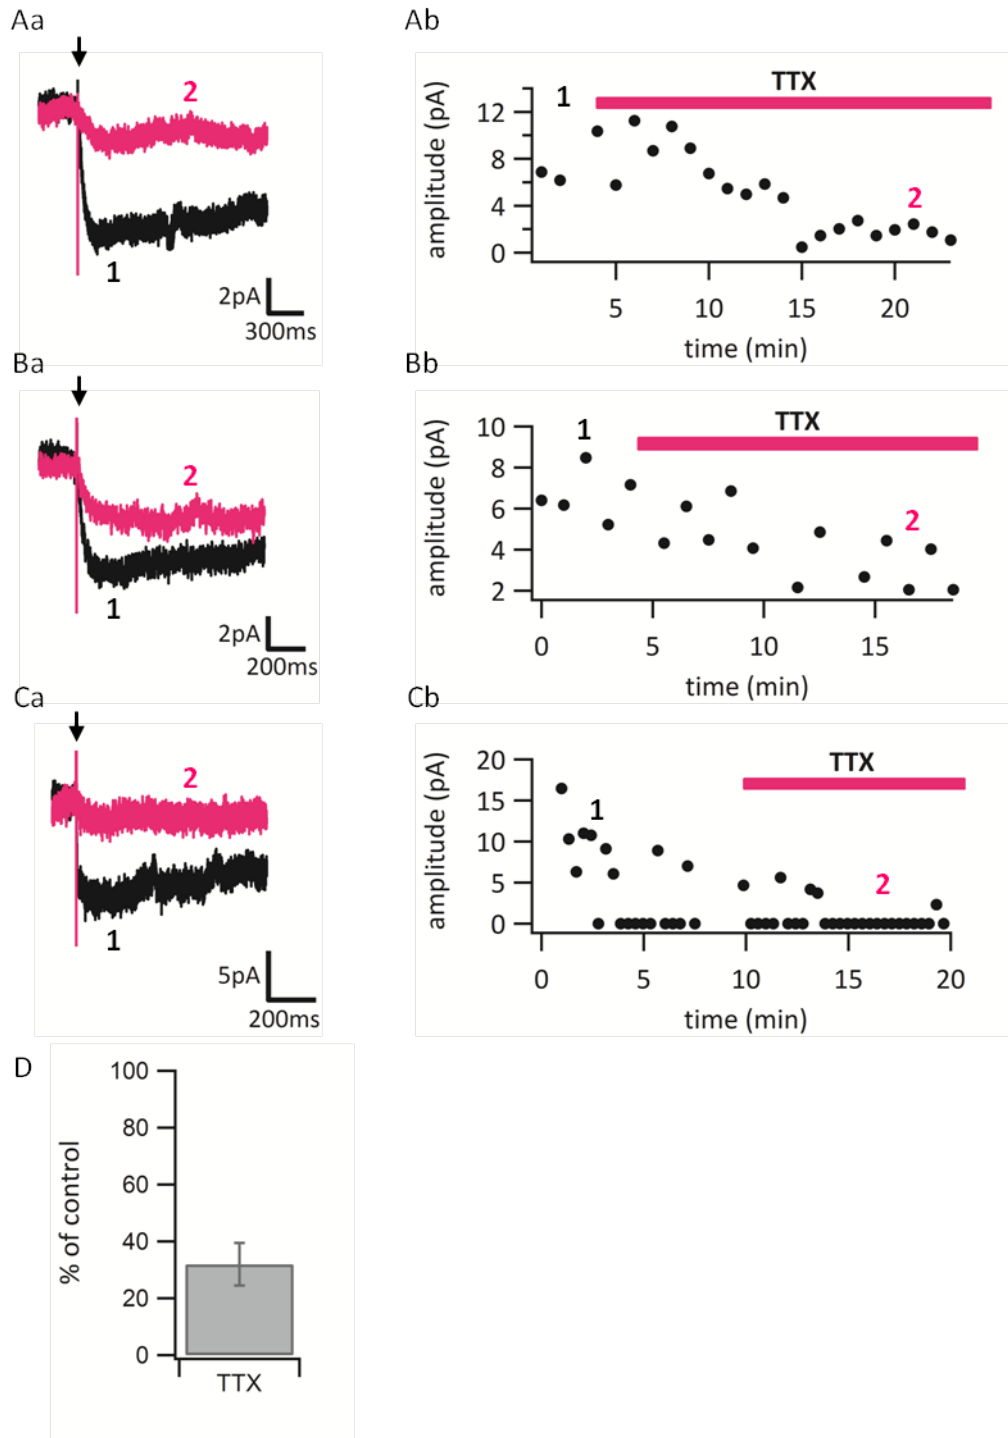 Aa
2
1
2pA
300ms
Ab
1
TTX
2
amplitude (pA)
12
8
4
0
5 10 15 20
time (min)
Ba
2
1
2pA
200ms
Bb
1
TTX
2
amplitude (pA)
10
8
6
4
2
0 5 10 15
time (min)
Ca
2
1
5pA
200ms
Cb
TTX
1
2
amplitude (pA)
20
15
10
5
0
0 5 10 15 20
time (min)
D
% of control
100
80
60
40
20
0
TTX